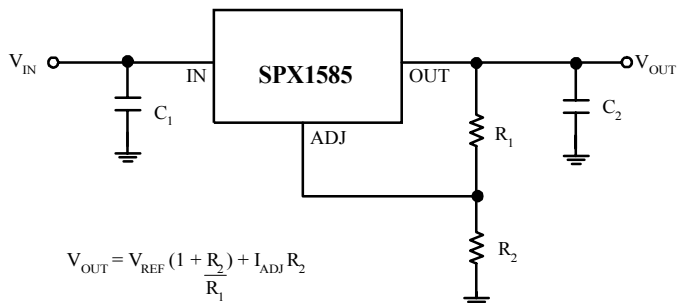 V_IN
IN
SPX1585
OUT
V_OUT
C_1
ADJ
R_1
C_2
R_2
V_OUT = V_REF (1 + R_2/R_1) + I_ADJ R_2